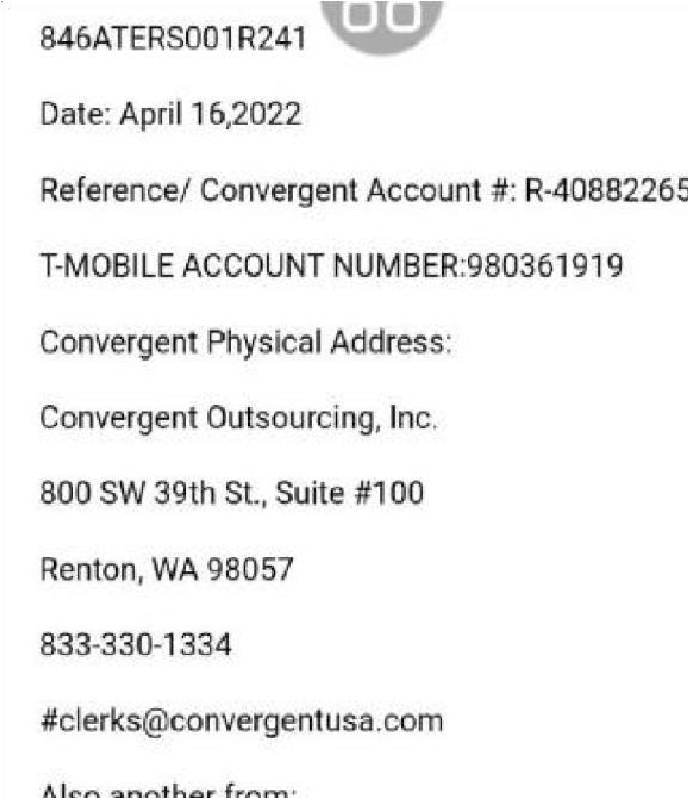 846ATERS001R241
Date: April 16,2022
Reference/ Convergent Account #: R-40882265
T-MOBILE ACCOUNT NUMBER:980361919
Convergent Physical Address:
Convergent Outsourcing, Inc.
800 SW 39th St., Suite #100
Renton, WA 98057
833-330-1334
#clerks@convergentusa.com
Also another from: